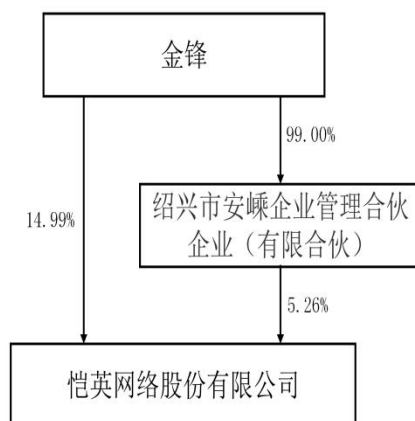 金锋
99.00%
绍兴市安嵊企业管理合伙
企业（有限合伙）
14.99%
5.26%
恺英网络股份有限公司